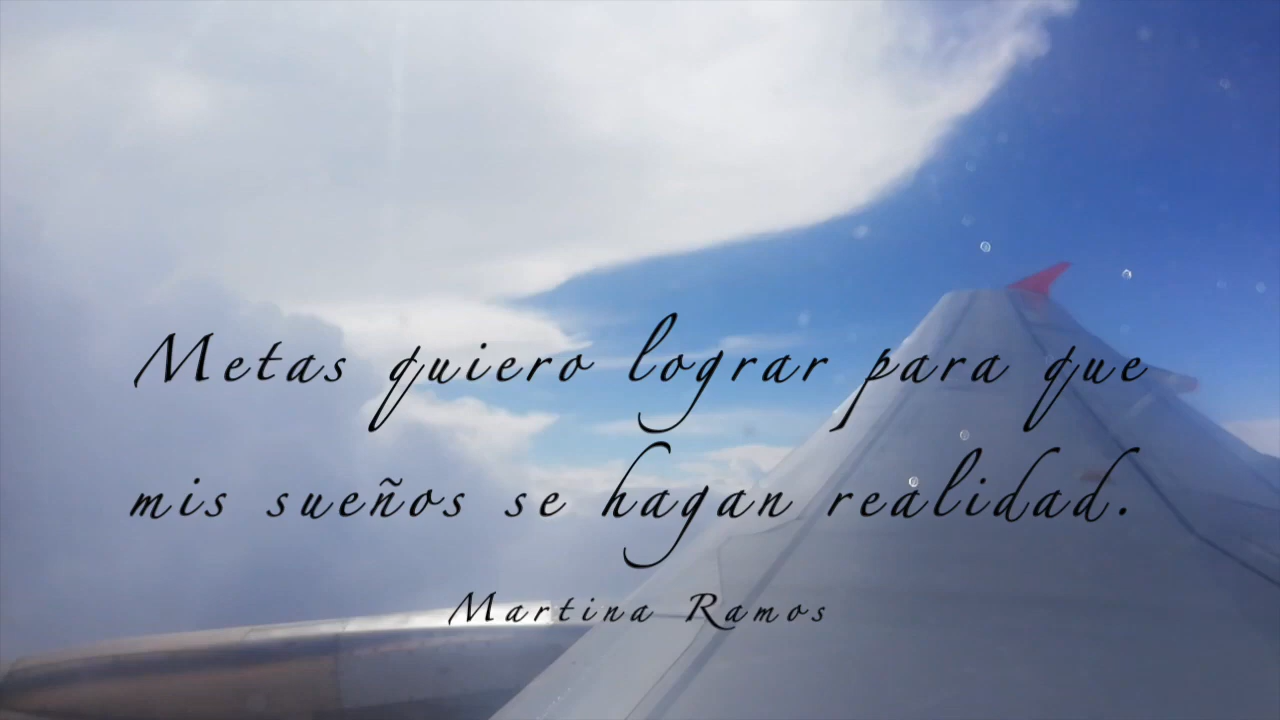 Metas quiero lograr para que
mis sueños se hagan realidad.
Martina Ramos